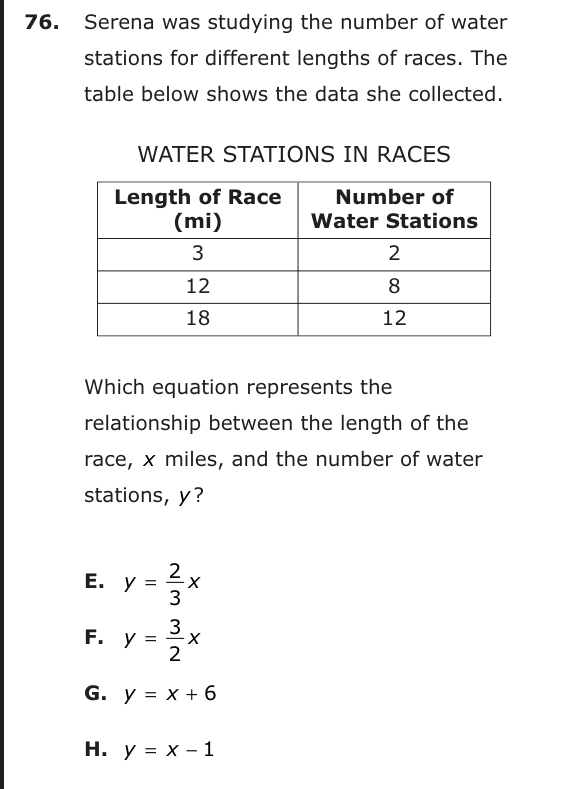 76. Serena was studying the number of water
stations for different lengths of races. The
table below shows the data she collected.
WATER STATIONS IN RACES
Length of Race (mi) Number of Water Stations
3 2
12 8
18 12
Which equation represents the
relationship between the length of the
race, x miles, and the number of water
stations, y?
E. y = 2/3 x
F. y = 3/2 x
G. y = x + 6
H. y = x − 1